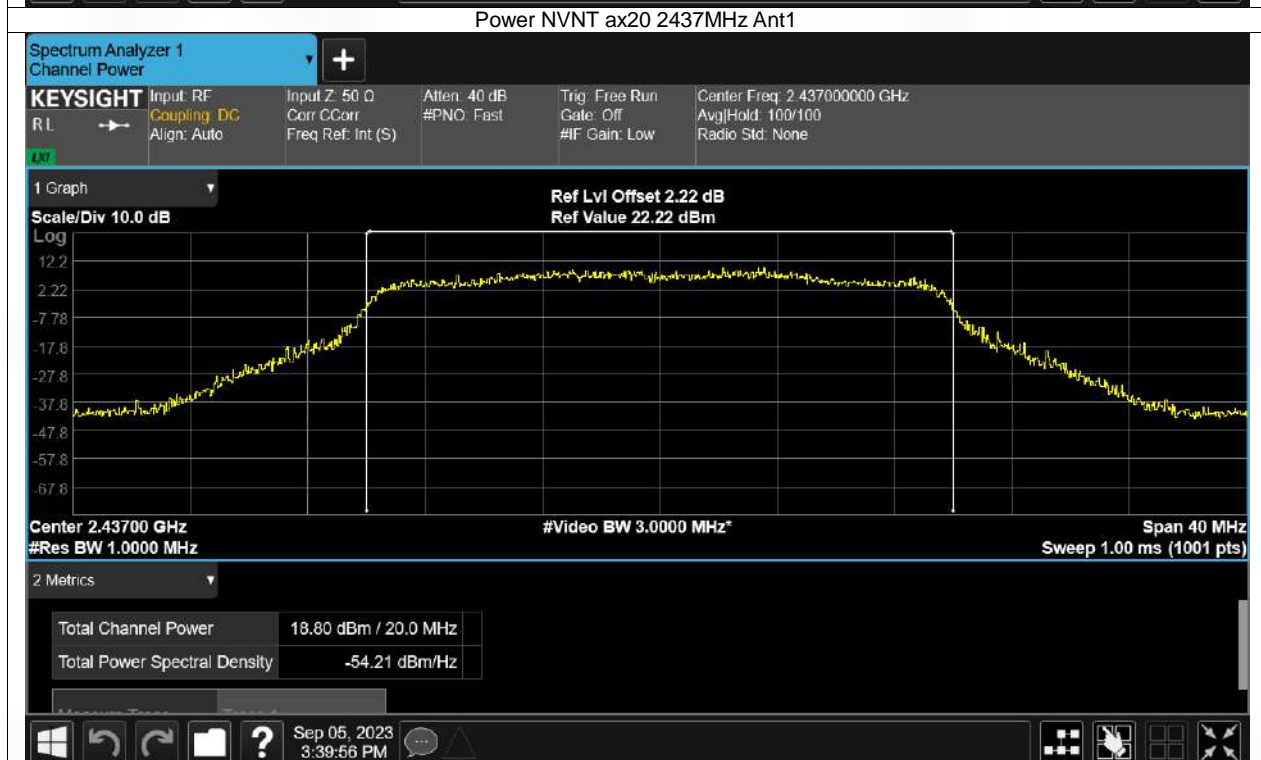 Power NVNT ax20 2437MHz Ant1
Spectrum Analyzer 1
Channel Power
+
KEYSIGHT Input: RF Input Z: 50 Ω Atten: 40 dB Trig: Free Run Center Freq: 2.437000000 GHz
RL Coupling: DC Corr CCorr #PNO: Fast Gate: Off Avg|Hold: 100/100
Align: Auto Freq Ref: Int (S) #IF Gain: Low Radio Std: None
LXI
1 Graph Ref Lvl Offset 2.22 dB
Scale/Div 10.0 dB Ref Value 22.22 dBm
Log
12.2
2.22
-7.78
-17.8
-27.8
-37.8
-47.8
-57.8
-67.8
Center 2.43700 GHz #Video BW 3.0000 MHz* Span 40 MHz
#Res BW 1.0000 MHz Sweep 1.00 ms (1001 pts)
2 Metrics
Total Channel Power 18.80 dBm / 20.0 MHz
Total Power Spectral Density -54.21 dBm/Hz
? Sep 05, 2023
3:39:56 PM